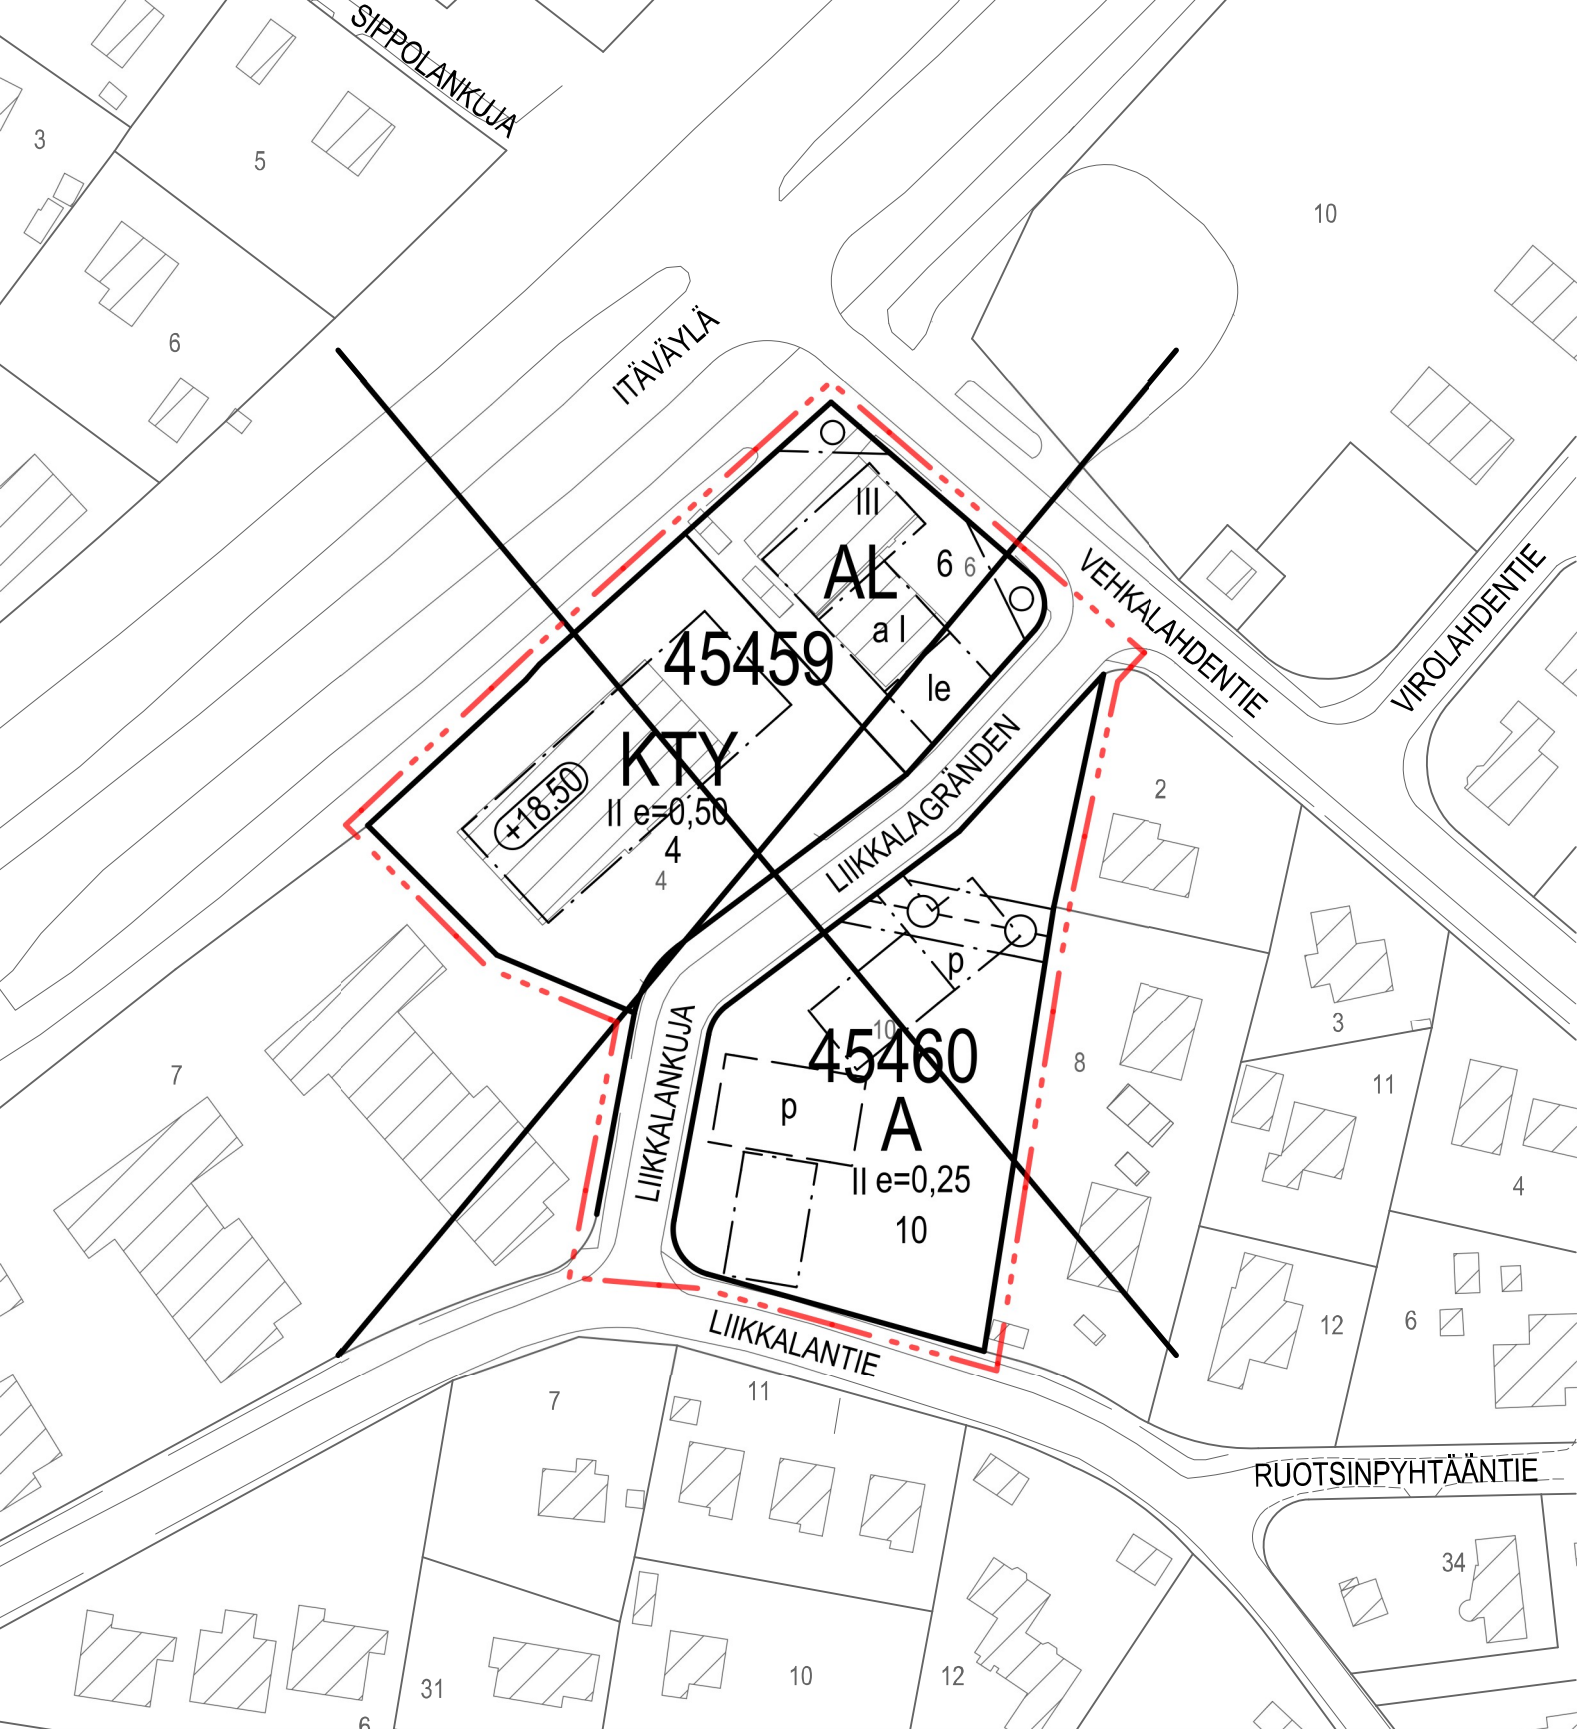 SIPPOLANKUJA
3
5
10
6
ITÄVÄYLÄ
III
AL
6
6
VEHKALAHDENTIE
VIROLAHDENTIE
a l
45459
le
KTY
+18.50
II e=0,50
4
4
LIIKKALAGRÄNDEN
2
p
3
10
45460
7
8
11
LIIKKALANKUJA
p
A
II e=0,25
4
10
12
6
LIIKKALANTIE
7
11
RUOTSINPYHTÄÄNTIE
34
31
10
12
6